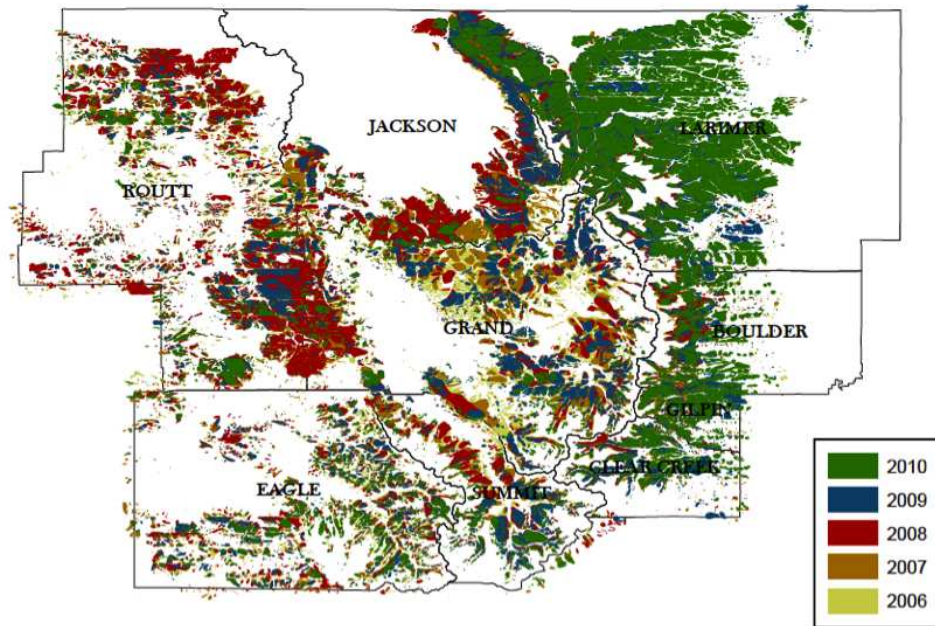 JACKSON
LARIMER
ROUTT
GRAND
BOULDER
GILPIN
CLEAR CREEK
EAGLE
SUMMIT
2010
2009
2008
2007
2006